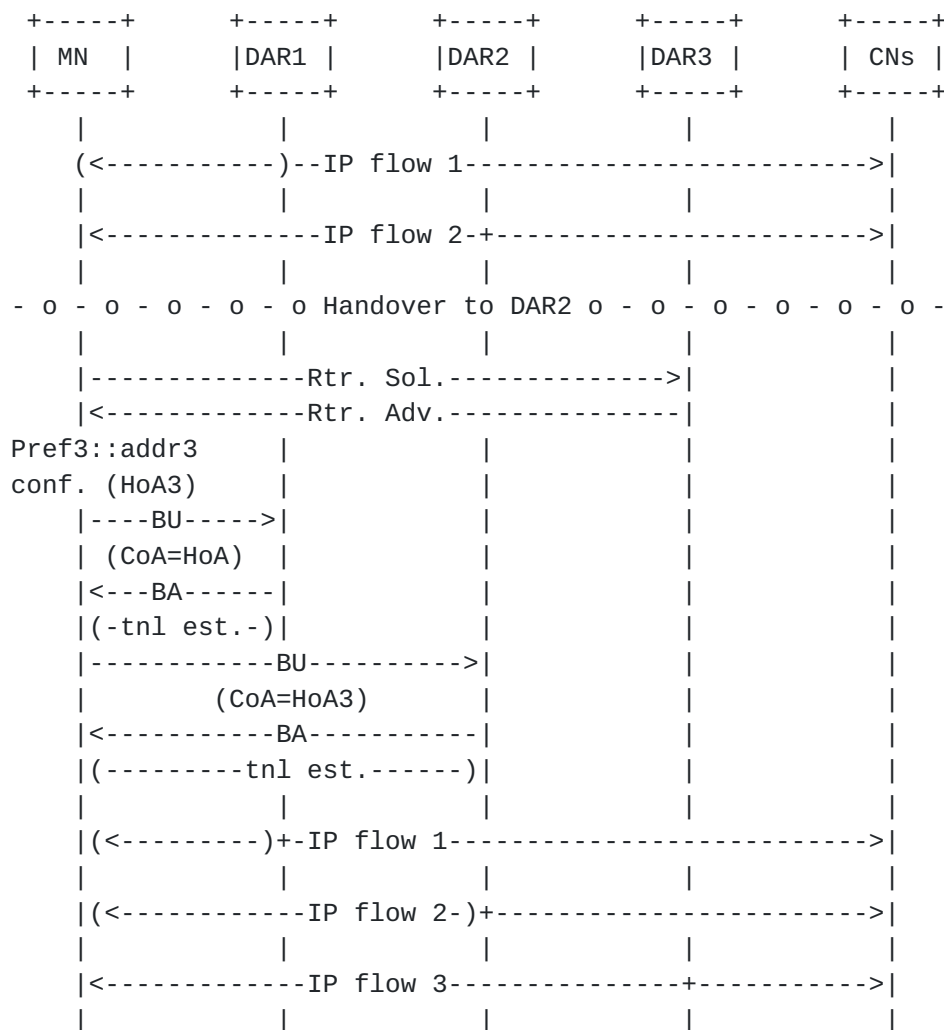 +-----+ +-----+ +-----+ +-----+ +-----+
| MN | |DAR1 | |DAR2 | |DAR3 | | CNs |
+-----+ +-----+ +-----+ +-----+ +-----+
| | | | |
(<-----------)--IP flow 1-------------------------->|
| | | | |
|<--------------IP flow 2-+------------------------>|
| | | | |
- o - o - o - o - o Handover to DAR2 o - o - o - o - o - o -
| | | | |
|--------------Rtr. Sol.-------------->| |
|<-------------Rtr. Adv.---------------| |
Pref3::addr3 | | | |
conf. (HoA3) | | | |
|----BU----->| | | |
| (CoA=HoA) | | | |
|<---BA------| | | |
|(-tnl est.-)| | | |
|------------BU---------->| | |
| (CoA=HoA3) | | |
|<-----------BA-----------| | |
|(---------tnl est.------)| | |
| | | | |
|(<---------)+-IP flow 1--------------------------->|
| | | | |
|(<------------IP flow 2-)+------------------------>|
| | | | |
|<-------------IP flow 3---------------+----------->|
| | | | |